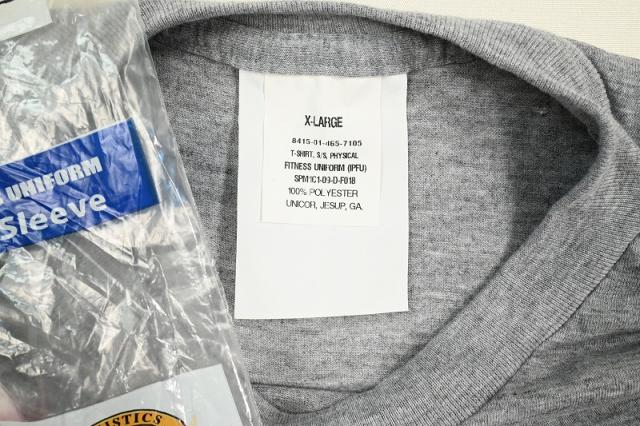 UNIFORM
Sleeve
X-LARGE
8415-01-465-7105
T-SHIRT, S/S, PHYSICAL
FITNESS UNIFORM (IPFU)
SPM1C1-09-D-F018
100% POLYESTER
UNICOR, JESUP, GA.
ISTICS